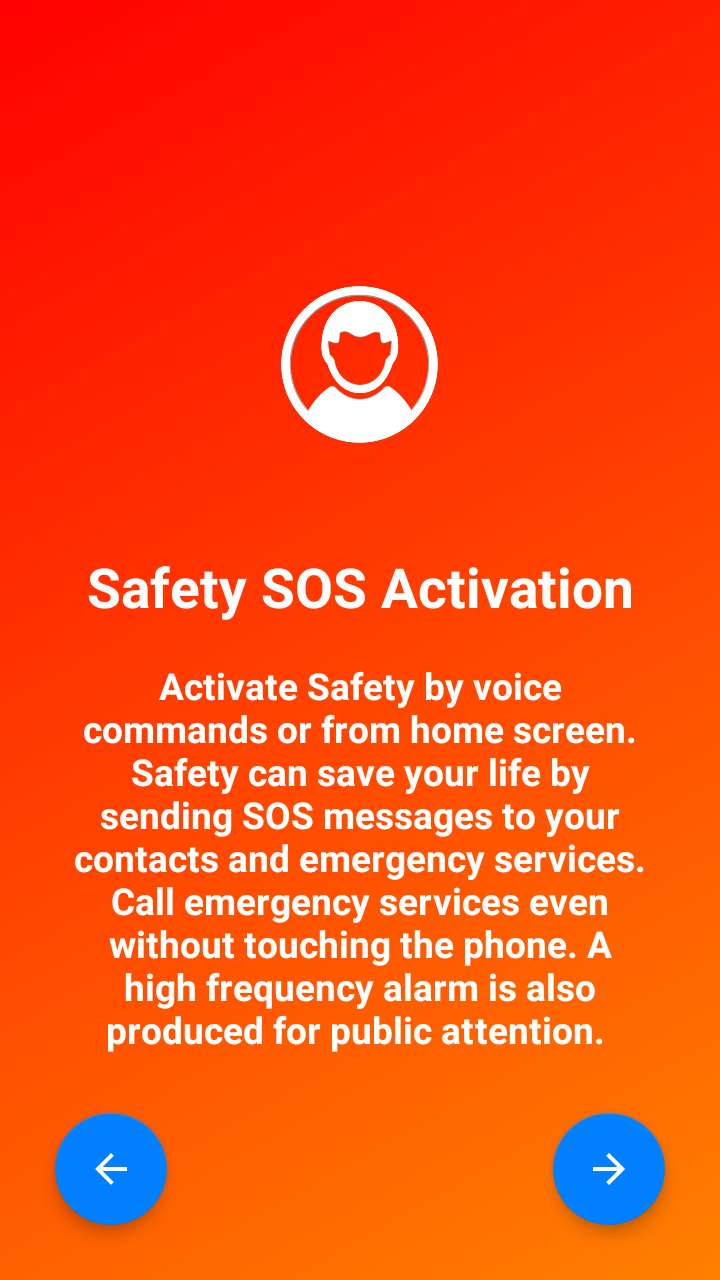 Safety SOS Activation
Activate Safety by voice
commands or from home screen.
Safety can save your life by
sending SOS messages to your
contacts and emergency services.
Call emergency services even
without touching the phone. A
high frequency alarm is also
produced for public attention.